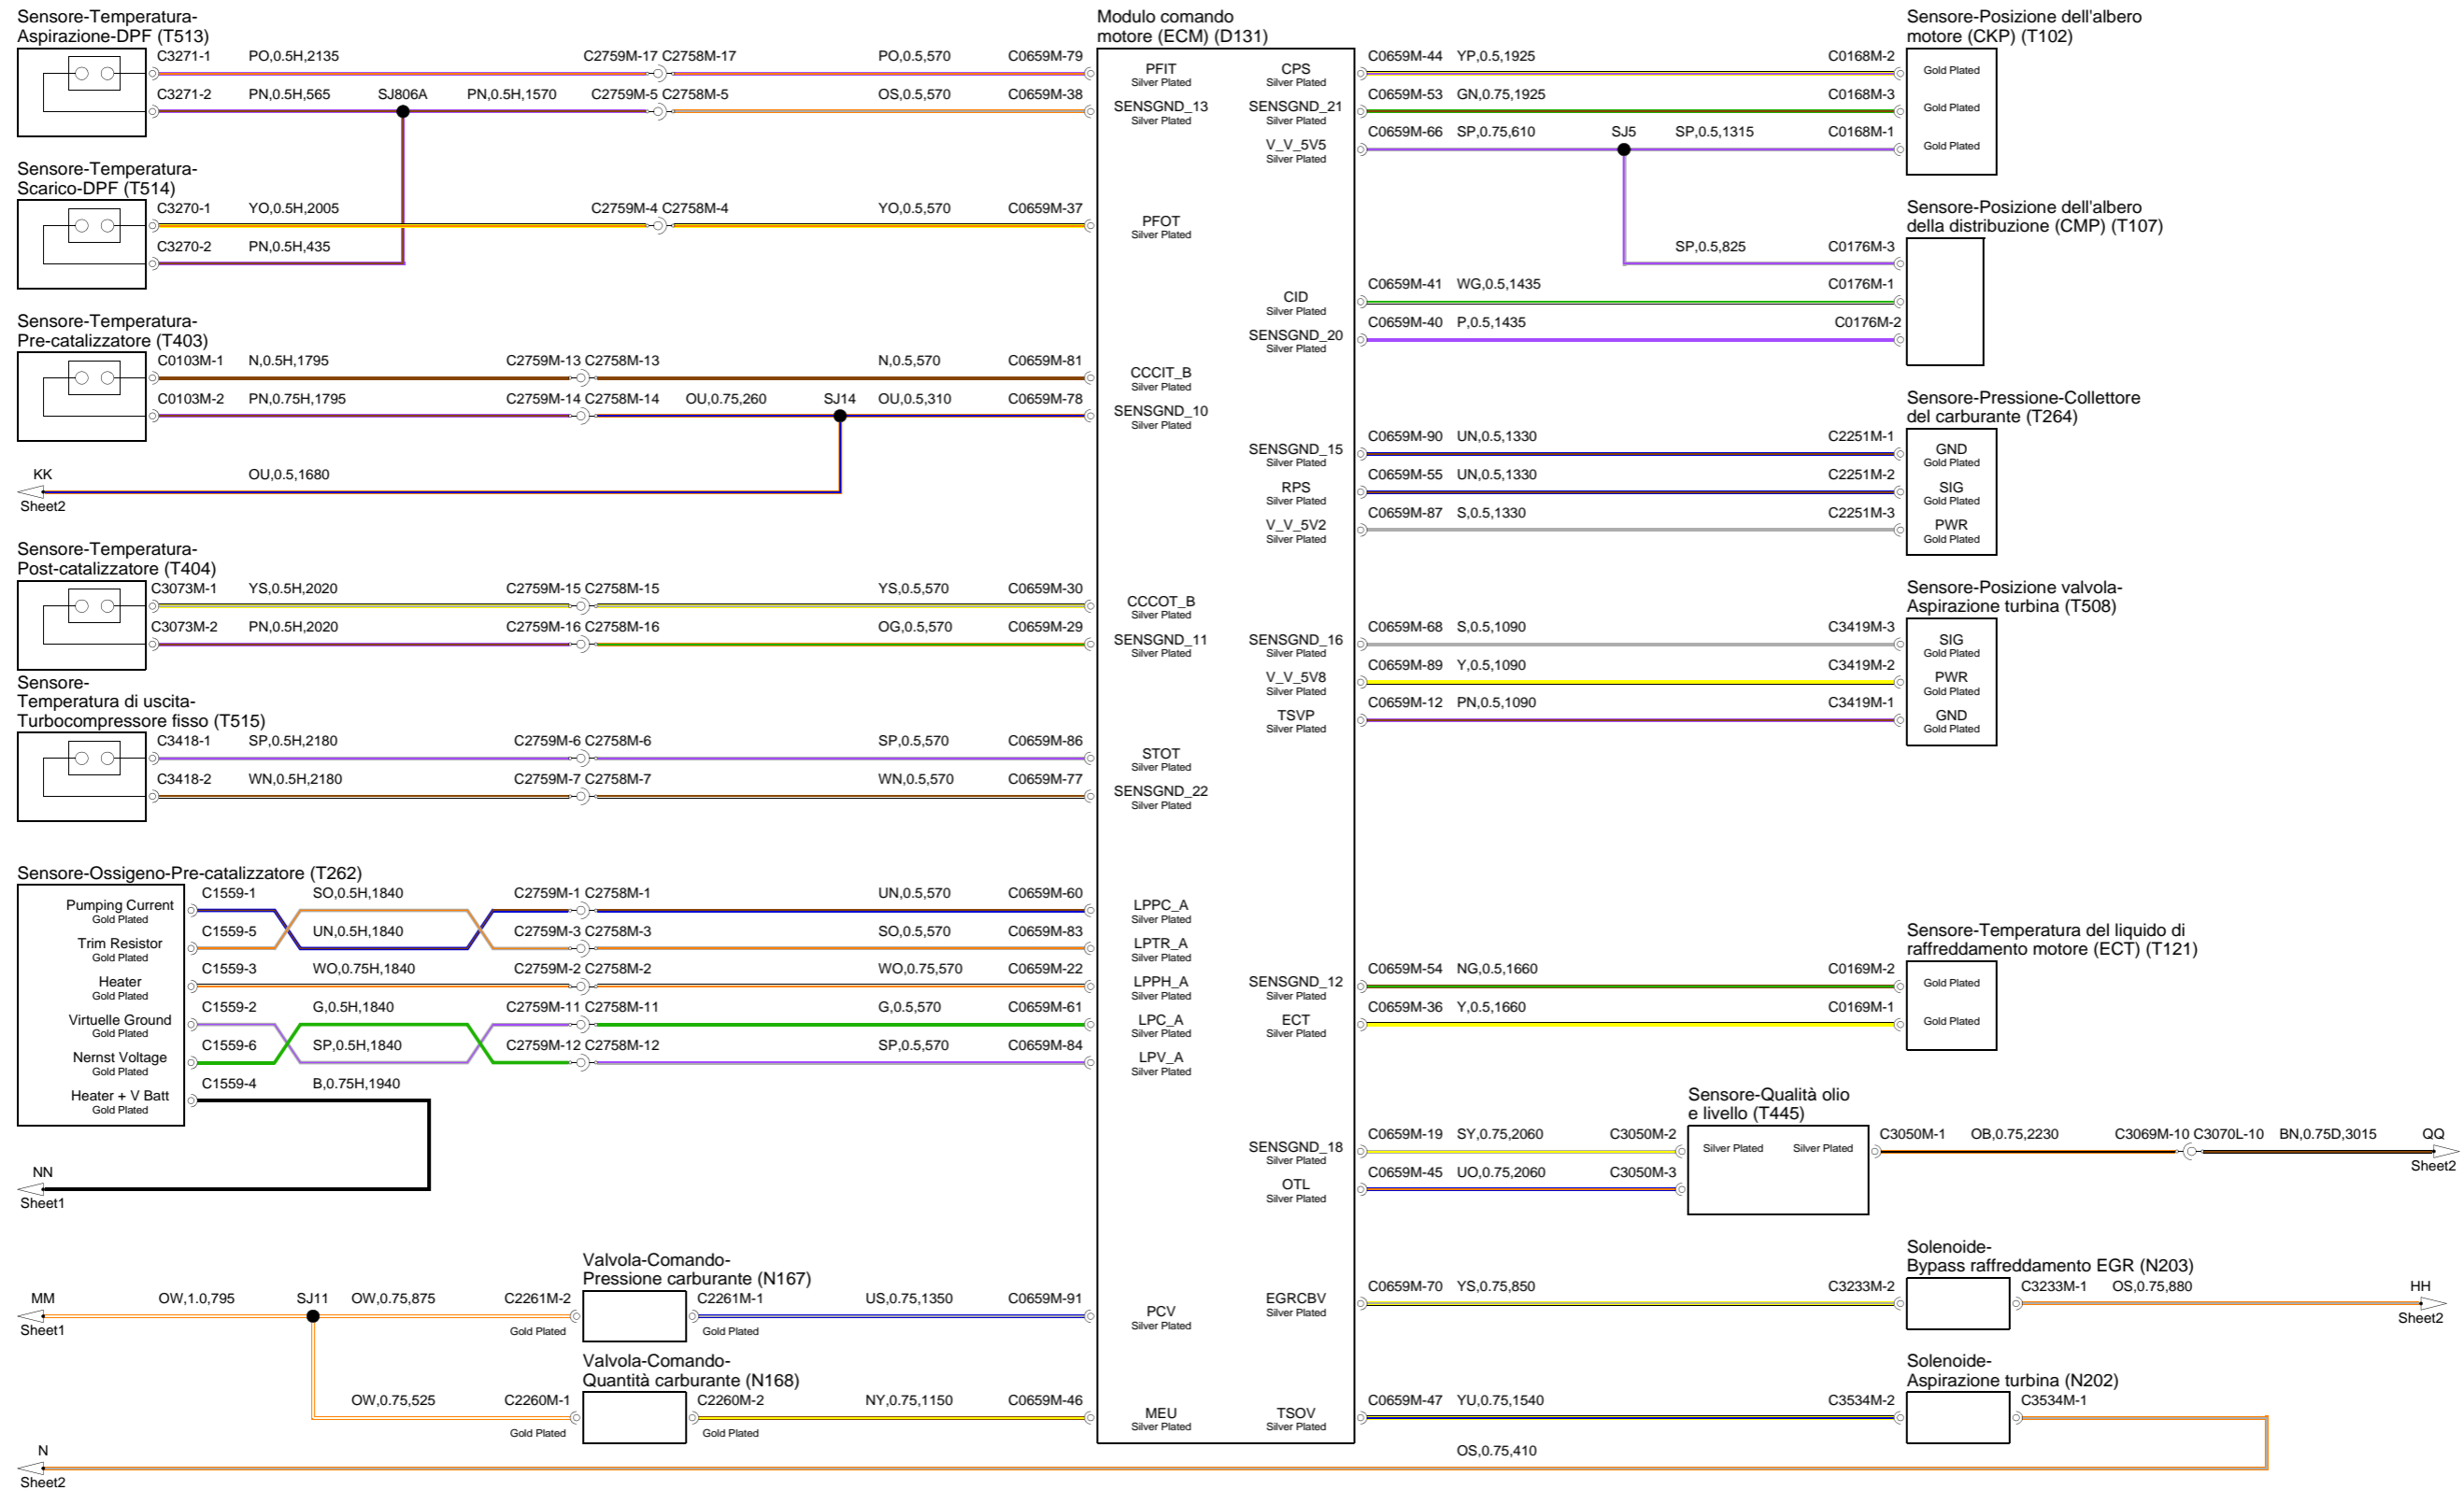 Sensore-Temperatura-
Aspirazione-DPF (T513)
C3271-1 PO,0.5H,2135 C2759M-17 C2758M-17 PO,0.5,570 C0659M-79
C3271-2 PN,0.5H,565 SJ806A PN,0.5H,1570 C2759M-5 C2758M-5 OS,0.5,570 C0659M-38
Sensore-Temperatura-
Scarico-DPF (T514)
C3270-1 YO,0.5H,2005 C2759M-4 C2758M-4 YO,0.5,570 C0659M-37
C3270-2 PN,0.5H,435
Sensore-Temperatura-
Pre-catalizzatore (T403)
C0103M-1 N,0.5H,1795 C2759M-13 C2758M-13 N,0.5,570 C0659M-81
C0103M-2 PN,0.75H,1795 C2759M-14 C2758M-14 OU,0.75,260 SJ14 OU,0.5,310 C0659M-78
KK OU,0.5,1680
Sheet2
Sensore-Temperatura-
Post-catalizzatore (T404)
C3073M-1 YS,0.5H,2020 C2759M-15 C2758M-15 YS,0.5,570 C0659M-30
C3073M-2 PN,0.5H,2020 C2759M-16 C2758M-16 OG,0.5,570 C0659M-29
Sensore-
Temperatura di uscita-
Turbocompressore fisso (T515)
C3418-1 SP,0.5H,2180 C2759M-6 C2758M-6 SP,0.5,570 C0659M-86
C3418-2 WN,0.5H,2180 C2759M-7 C2758M-7 WN,0.5,570 C0659M-77
Sensore-Ossigeno-Pre-catalizzatore (T262)
C1559-1 SO,0.5H,1840 C2759M-1 C2758M-1 UN,0.5,570 C0659M-60
Pumping Current
Gold Plated
C1559-5 UN,0.5H,1840 C2759M-3 C2758M-3 SO,0.5,570 C0659M-83
Trim Resistor
Gold Plated
C1559-3 WO,0.75H,1840 C2759M-2 C2758M-2 WO,0.75,570 C0659M-22
Heater
Gold Plated
C1559-2 G,0.5H,1840 C2759M-11 C2758M-11 G,0.5,570 C0659M-61
Virtuelle Ground
Gold Plated
C1559-6 SP,0.5H,1840 C2759M-12 C2758M-12 SP,0.5,570 C0659M-84
Nernst Voltage
Gold Plated
C1559-4 B,0.75H,1940
Heater + V Batt
Gold Plated
NN
Sheet1
Valvola-Comando-
Pressione carburante (N167)
MM OW,1.0,795 SJ11 OW,0.75,875 C2261M-2 C2261M-1 US,0.75,1350 C0659M-91
Sheet1 Gold Plated Gold Plated
Valvola-Comando-
Quantità carburante (N168)
OW,0.75,525 C2260M-1 C2260M-2 NY,0.75,1150 C0659M-46
Gold Plated Gold Plated
N
Sheet2
Modulo comando
motore (ECM) (D131)
PFIT CPS
Silver Plated Silver Plated
SENSGND_13 SENSGND_21
Silver Plated Silver Plated
V_V_5V5
Silver Plated
PFOT
Silver Plated
CID
Silver Plated
SENSGND_20
Silver Plated
CCCIT_B
Silver Plated
SENSGND_10
Silver Plated
SENSGND_15
Silver Plated
RPS
Silver Plated
V_V_5V2
Silver Plated
CCCOT_B
Silver Plated
SENSGND_11 SENSGND_16
Silver Plated Silver Plated
V_V_5V8
Silver Plated
TSVP
Silver Plated
STOT
Silver Plated
SENSGND_22
Silver Plated
LPPC_A
Silver Plated
LPTR_A
Silver Plated
LPPH_A SENSGND_12
Silver Plated Silver Plated
LPC_A ECT
Silver Plated Silver Plated
LPV_A
Silver Plated
SENSGND_18
Silver Plated
OTL
Silver Plated
EGRCBV
Silver Plated
PCV
Silver Plated
MEU TSOV
Silver Plated Silver Plated
Sensore-Posizione dell'albero
motore (CKP) (T102)
C0659M-44 YP,0.5,1925 C0168M-2
Gold Plated
C0659M-53 GN,0.75,1925 C0168M-3
Gold Plated
C0659M-66 SP,0.75,610 SJ5 SP,0.5,1315 C0168M-1
Gold Plated
Sensore-Posizione dell'albero
della distribuzione (CMP) (T107)
SP,0.5,825 C0176M-3
C0659M-41 WG,0.5,1435 C0176M-1
C0659M-40 P,0.5,1435 C0176M-2
Sensore-Pressione-Collettore
del carburante (T264)
C0659M-90 UN,0.5,1330 C2251M-1
GND
Gold Plated
C0659M-55 UN,0.5,1330 C2251M-2
SIG
Gold Plated
C0659M-87 S,0.5,1330 C2251M-3
PWR
Gold Plated
Sensore-Posizione valvola-
Aspirazione turbina (T508)
C0659M-68 S,0.5,1090 C3419M-3
SIG
Gold Plated
C0659M-89 Y,0.5,1090 C3419M-2
PWR
Gold Plated
C0659M-12 PN,0.5,1090 C3419M-1
GND
Gold Plated
Sensore-Temperatura del liquido di
raffreddamento motore (ECT) (T121)
C0659M-54 NG,0.5,1660 C0169M-2
Gold Plated
C0659M-36 Y,0.5,1660 C0169M-1
Gold Plated
Sensore-Qualità olio
e livello (T445)
C0659M-19 SY,0.75,2060 C3050M-2 C3050M-1 OB,0.75,2230 C3069M-10 C3070L-10 BN,0.75D,3015 QQ
Silver Plated Silver Plated
Sheet2
C0659M-45 UO,0.75,2060 C3050M-3
Solenoide-
Bypass raffreddamento EGR (N203)
C0659M-70 YS,0.75,850 C3233M-2 C3233M-1 OS,0.75,880 HH
Sheet2
Solenoide-
Aspirazione turbina (N202)
C0659M-47 YU,0.75,1540 C3534M-2 C3534M-1
OS,0.75,410